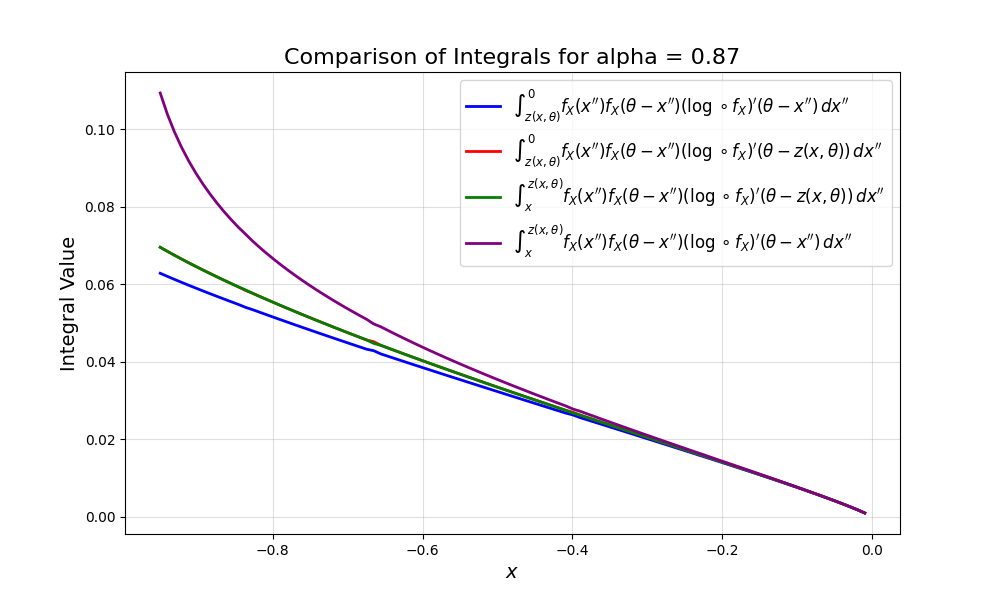 Comparison of Integrals for alpha = 0.87
∫_{z(x,θ)}^{0} f_X(x″)f_X(θ − x″)(log ∘ f_X)′(θ − x″) dx″
∫_{z(x,θ)}^{0} f_X(x″)f_X(θ − x″)(log ∘ f_X)′(θ − z(x, θ)) dx″
∫_{x}^{z(x,θ)} f_X(x″)f_X(θ − x″)(log ∘ f_X)′(θ − z(x, θ)) dx″
∫_{x}^{z(x,θ)} f_X(x″)f_X(θ − x″)(log ∘ f_X)′(θ − x″) dx″
Integral Value
0.10
0.08
0.06
0.04
0.02
0.00
−0.8 −0.6 −0.4 −0.2 0.0
x